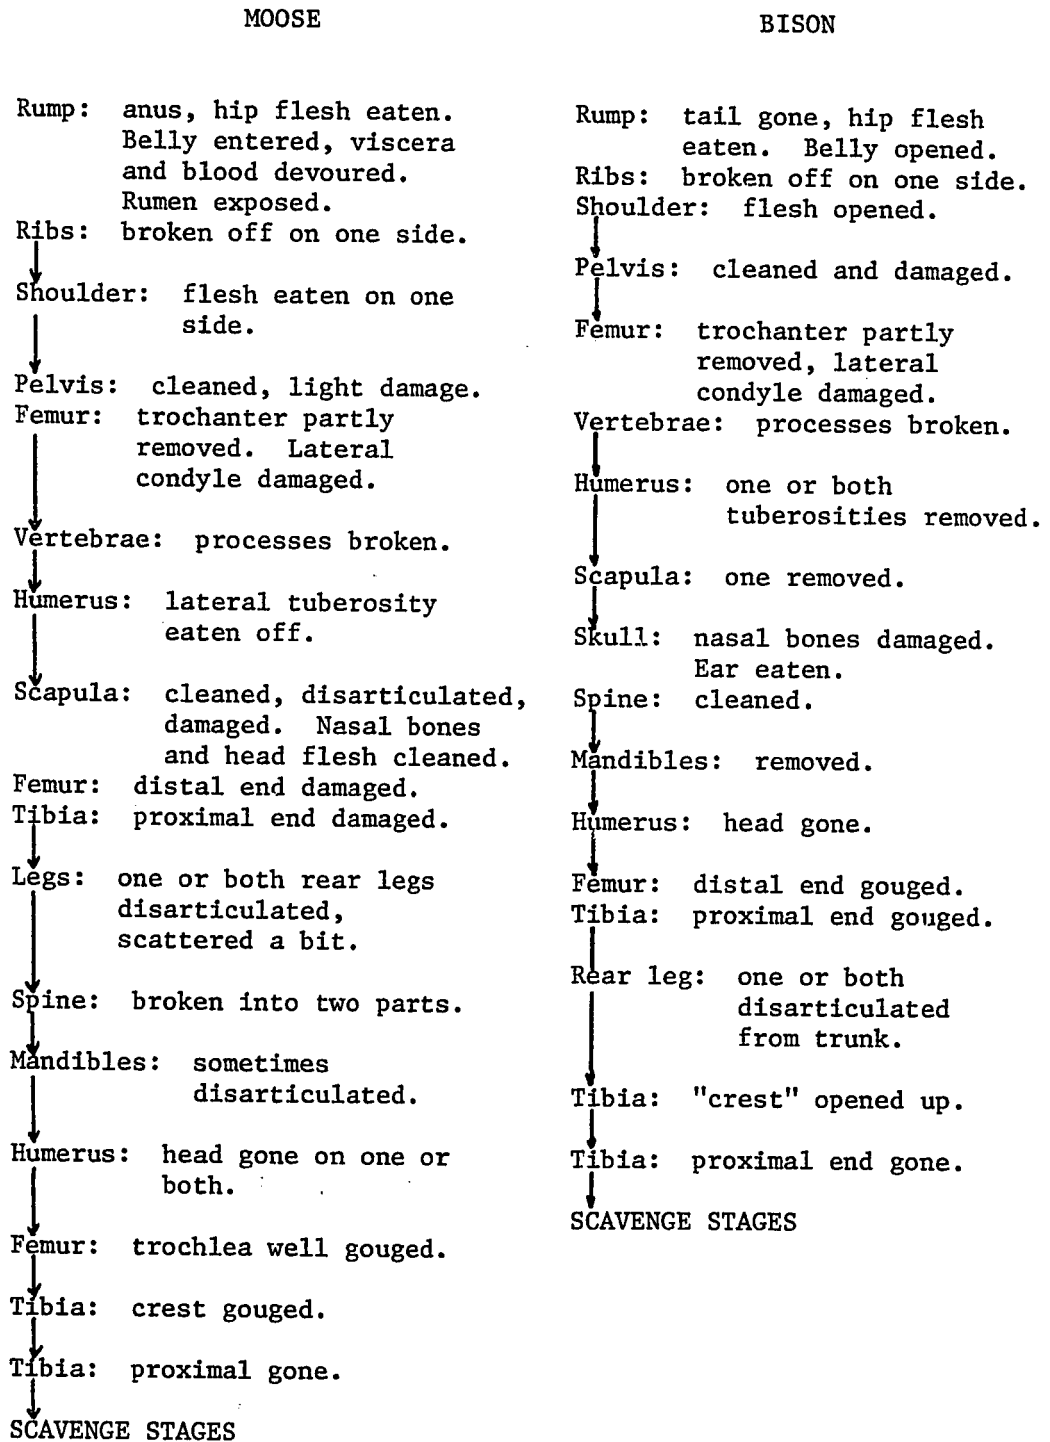 MOOSE
Rump: anus, hip flesh eaten.
Belly entered, viscera
and blood devoured.
Rumen exposed.
Ribs: broken off on one side.
Shoulder: flesh eaten on one
side.
Pelvis: cleaned, light damage.
Femur: trochanter partly
removed. Lateral
condyle damaged.
Vertebrae: processes broken.
Humerus: lateral tuberosity
eaten off.
Scapula: cleaned, disarticulated,
damaged. Nasal bones
and head flesh cleaned.
Femur: distal end damaged.
Tibia: proximal end damaged.
Legs: one or both rear legs
disarticulated,
scattered a bit.
Spine: broken into two parts.
Mandibles: sometimes
disarticulated.
Humerus: head gone on one or
both.
Femur: trochlea well gouged.
Tibia: crest gouged.
Tibia: proximal gone.
SCAVENGE STAGES
BISON
Rump: tail gone, hip flesh
eaten. Belly opened.
Ribs: broken off on one side.
Shoulder: flesh opened.
Pelvis: cleaned and damaged.
Femur: trochanter partly
removed, lateral
condyle damaged.
Vertebrae: processes broken.
Humerus: one or both
tuberosities removed.
Scapula: one removed.
Skull: nasal bones damaged.
Ear eaten.
Spine: cleaned.
Mandibles: removed.
Humerus: head gone.
Femur: distal end gouged.
Tibia: proximal end gouged.
Rear leg: one or both
disarticulated
from trunk.
Tibia: "crest" opened up.
Tibia: proximal end gone.
SCAVENGE STAGES